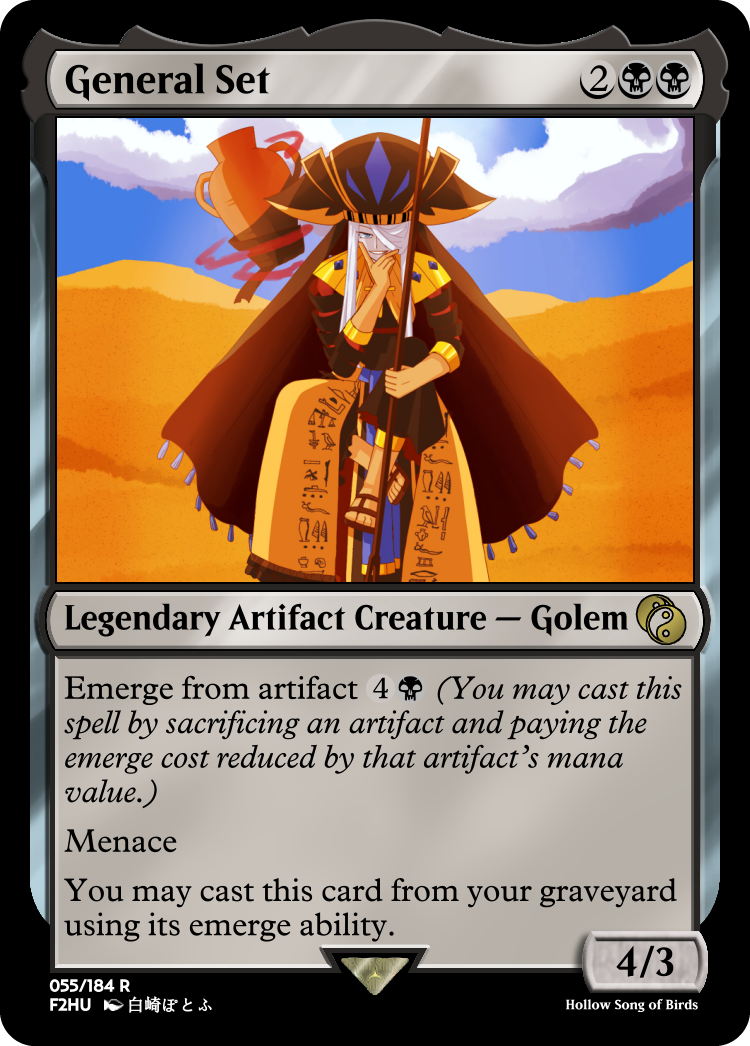 General Set 2
Legendary Artifact Creature — Golem
Emerge from artifact 4 (You may cast this
spell by sacrificing an artifact and paying the
emerge cost reduced by that artifact's mana
value.)
Menace
You may cast this card from your graveyard
using its emerge ability.
4/3
055/184 R
F2HU 白崎ぽとふ
Hollow Song of Birds